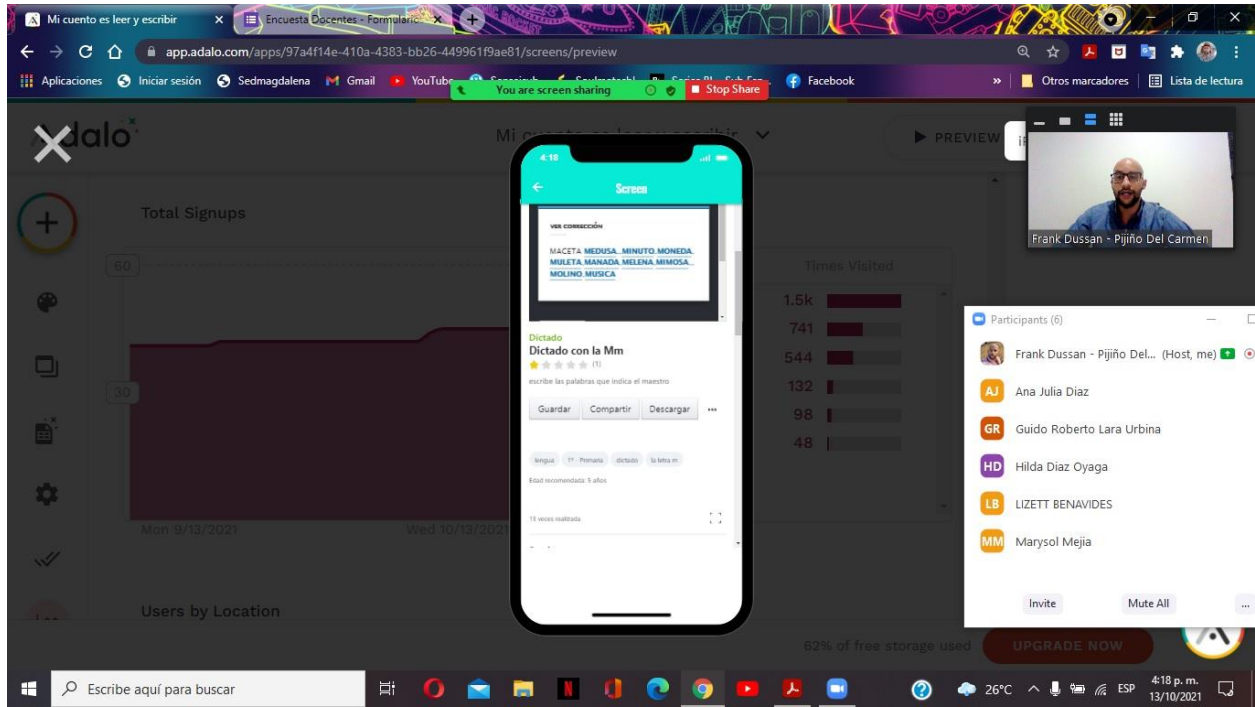 Mi cuento es leer y escribir
Encuesta Docentes - Formulario
app.adalo.com/apps/97a4f14e-410a-4383-bb26-449961f9ae81/screens/preview
Aplicaciones
Iniciar sesión
Sedmagdalena
Gmail
YouTube
Facebook
Otros marcadores
Lista de lectura
You are screen sharing
Stop Share
PREVIEW
Total Signups
60
30
Mon 9/13/2021
Wed 10/13/2021
Users by Location
Times Visited
1.5k
741
544
132
98
48
62% of free storage used
UPGRADE NOW
4:18
Screen
VER CORRECCIÓN
MACETA MEDUSA MINUTO MONEDA
MULETA MANADA MELENA MIMOSA
MOLINO MUSICA
Dictado
Dictado con la Mm
(1)
escribe las palabras que indica el maestro
Guardar Compartir Descargar ...
lengua 1º - Primaria dictado la letra m
Edad recomendada: 5 años
15 veces realizada
Frank Dussan - Pijiño Del Carmen
Participants (6)
Frank Dussan - Pijiño Del... (Host, me)
AJ Ana Julia Diaz
GR Guido Roberto Lara Urbina
HD Hilda Diaz Oyaga
LB LIZETT BENAVIDES
MM Marysol Mejia
Invite Mute All ...
Escribe aquí para buscar
26°C
ESP
4:18 p. m.
13/10/2021